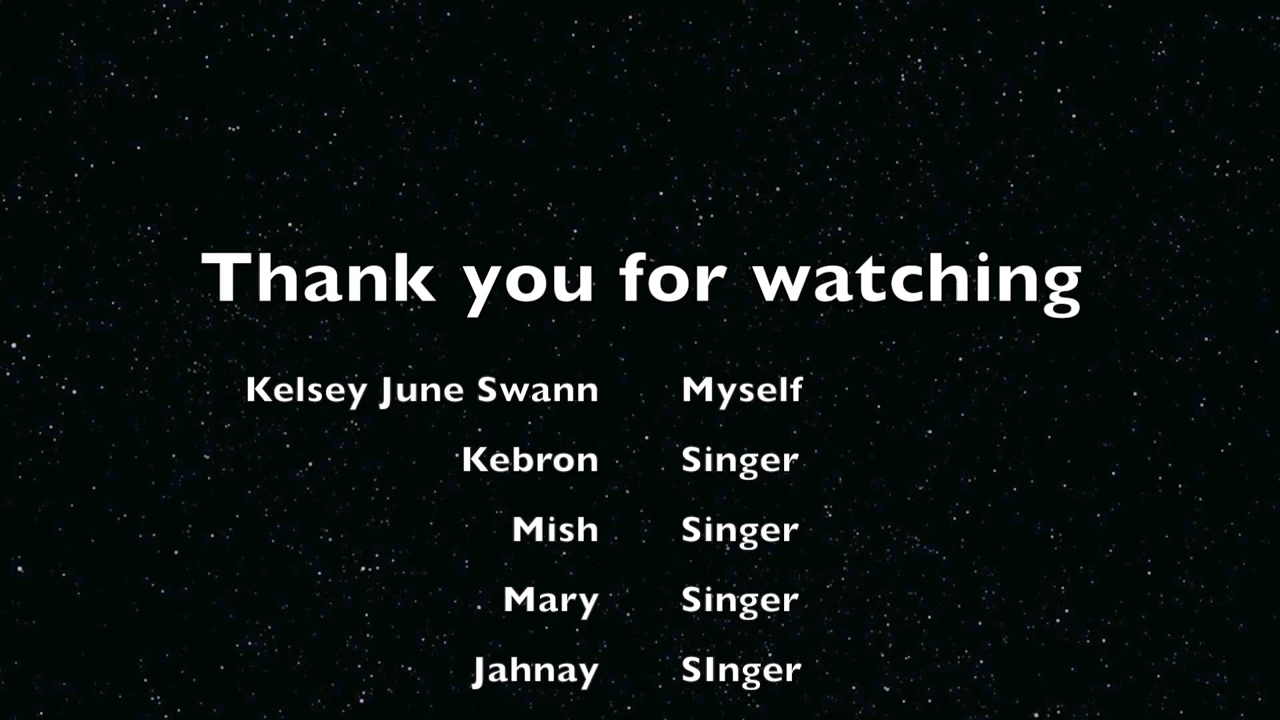 Thank you for watching
Kelsey June Swann Myself
Kebron Singer
Mish Singer
Mary Singer
Jahnay SInger